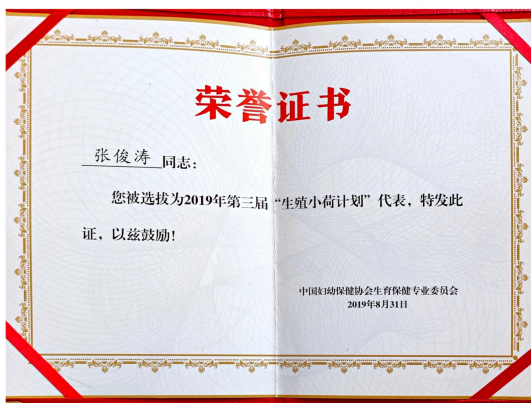 荣誉证书
张俊涛 同志：
您被选拔为2019年第三届“生殖小荷计划”代表，特发此
证，以兹鼓励！
中国妇幼保健协会生育保健专业委员会
2019年8月31日